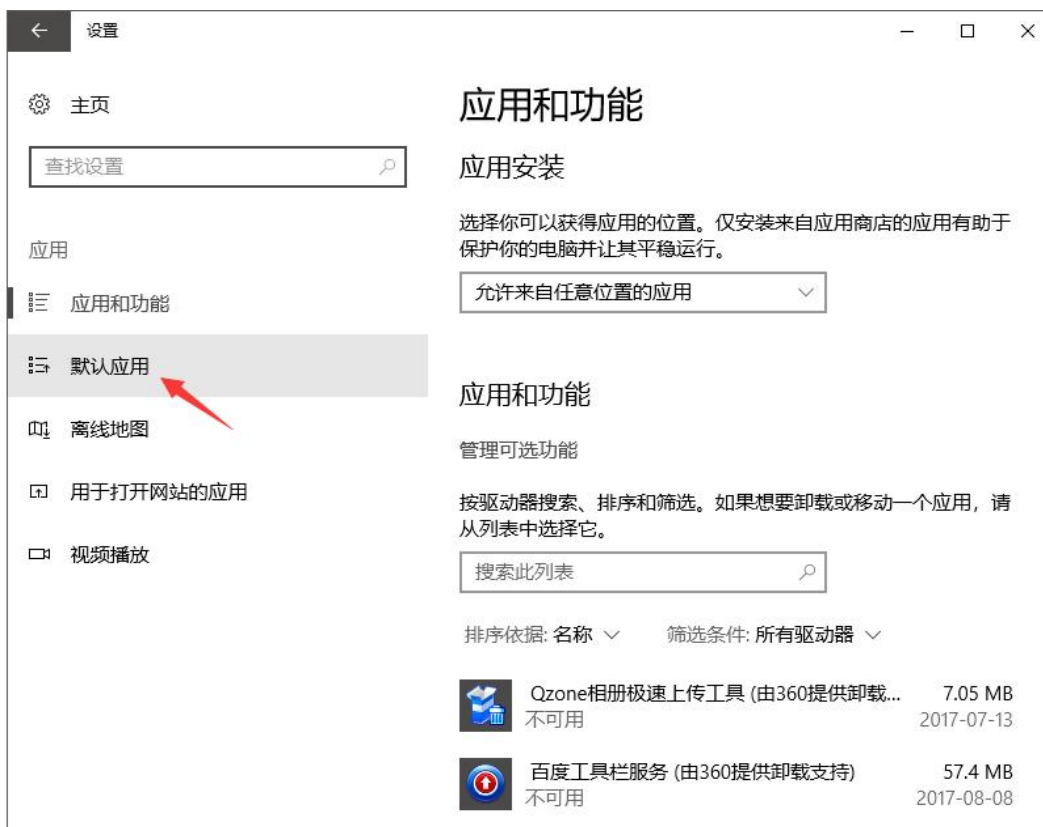 设置
主页
查找设置
应用
应用和功能
默认应用
离线地图
用于打开网站的应用
视频播放
应用和功能
应用安装
选择你可以获得应用的位置。仅安装来自应用商店的应用有助于
保护你的电脑并让其平稳运行。
允许来自任意位置的应用
应用和功能
管理可选功能
按驱动器搜索、排序和筛选。如果想要卸载或移动一个应用，请
从列表中选择它。
搜索此列表
排序依据: 名称 筛选条件: 所有驱动器
Qzone相册极速上传工具 (由360提供卸载... 7.05 MB
不可用 2017-07-13
百度工具栏服务 (由360提供卸载支持) 57.4 MB
不可用 2017-08-08